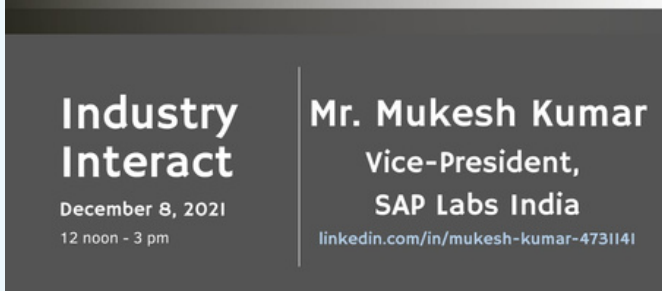 Industry
Interact
December 8, 2021
12 noon - 3 pm
Mr. Mukesh Kumar
Vice-President,
SAP Labs India
linkedin.com/in/mukesh-kumar-4731141